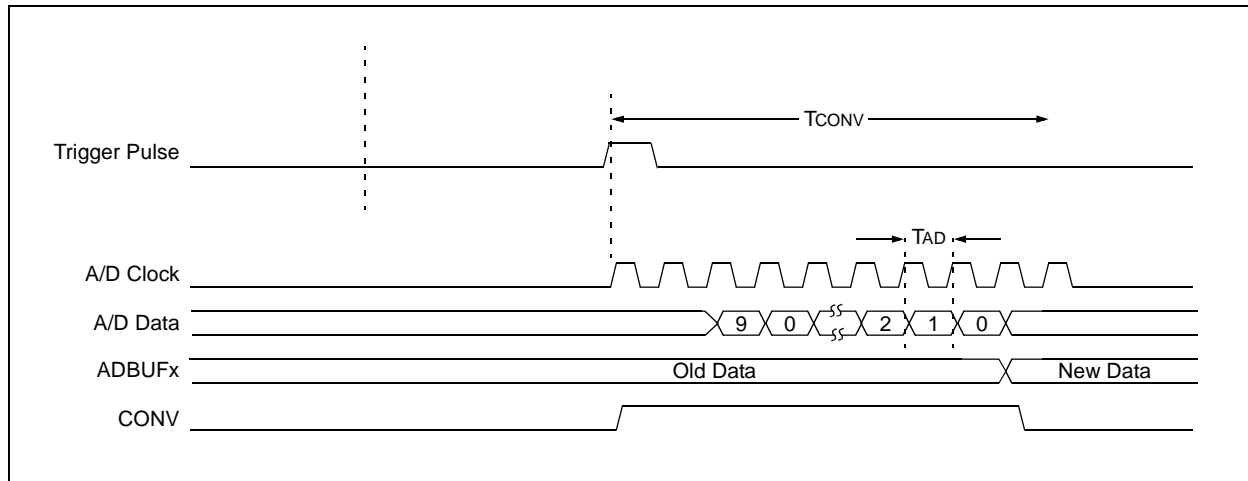 TCONV
Trigger Pulse
TAD
A/D Clock
A/D Data 9 0 2 1 0
ADBUFx Old Data New Data
CONV